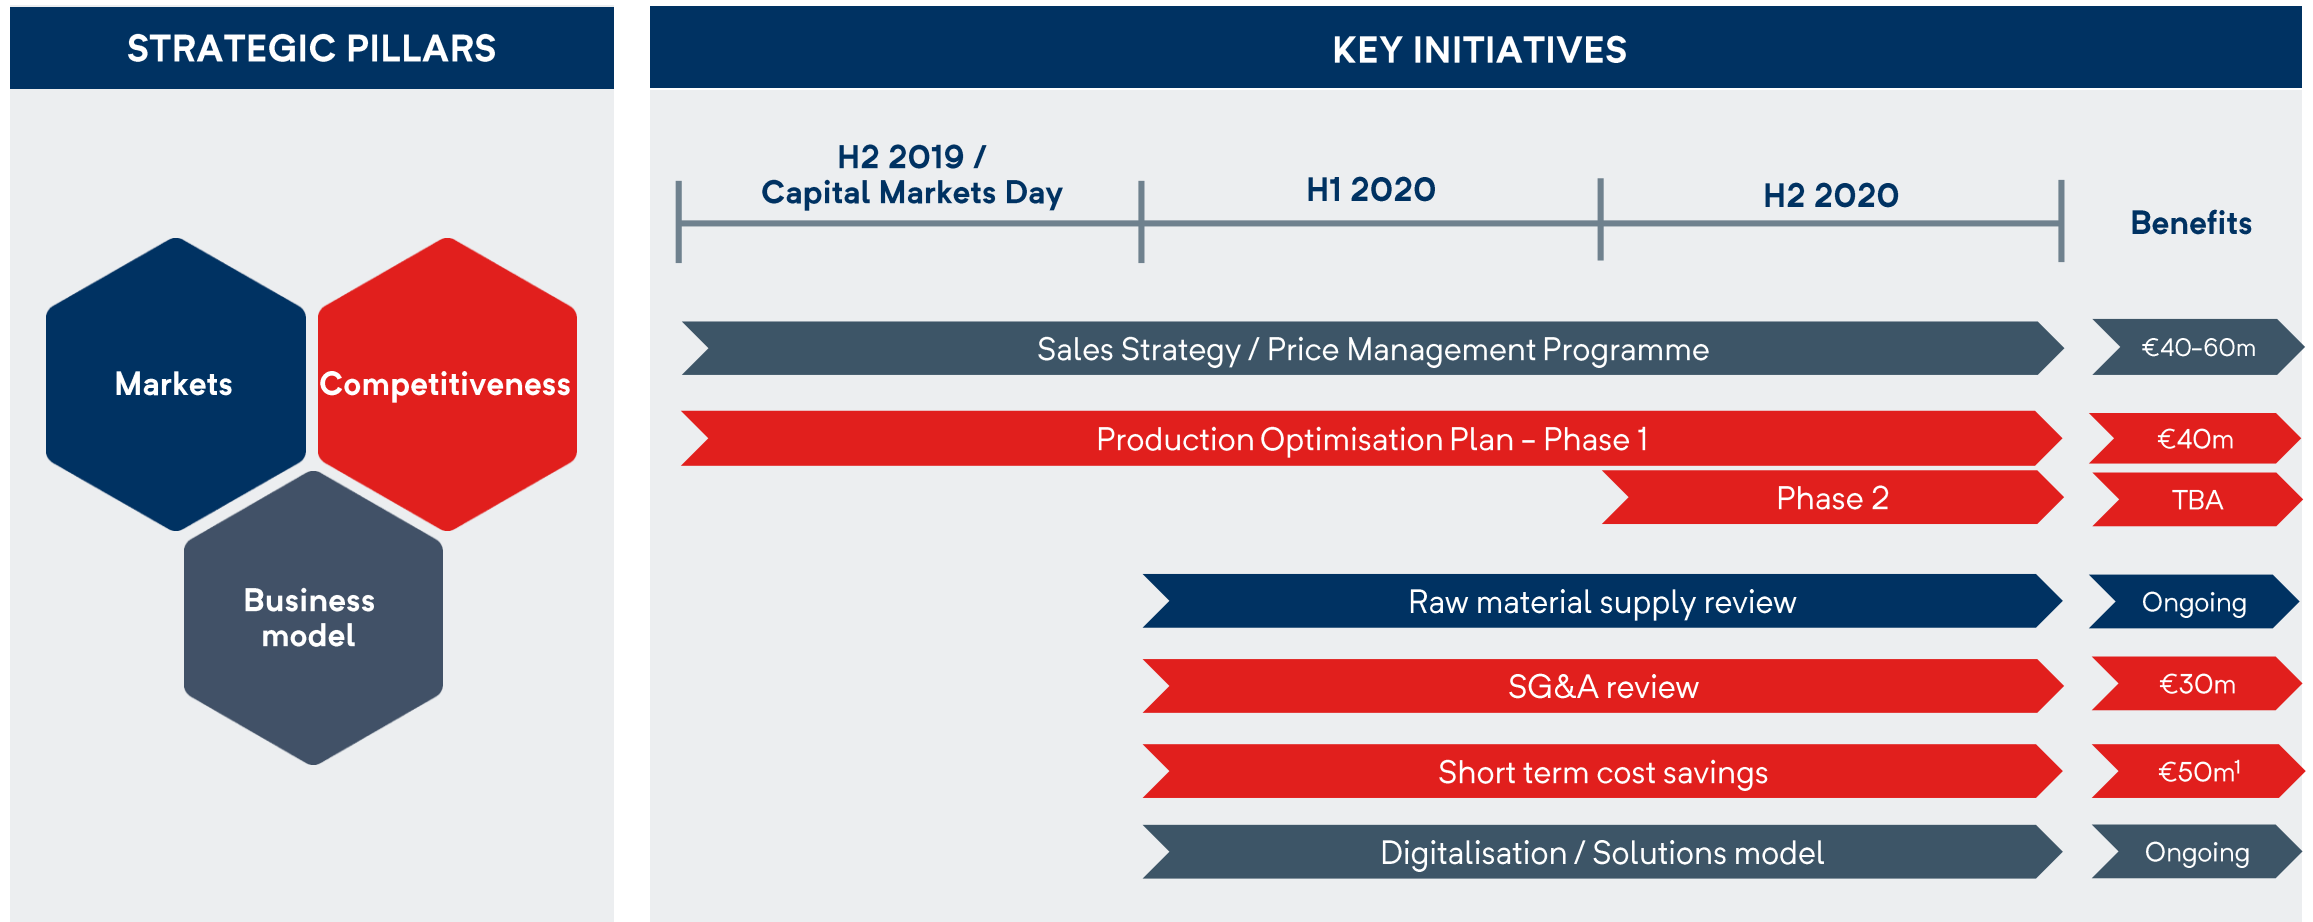 STRATEGIC PILLARS
Markets
Competitiveness
Business
model
KEY INITIATIVES
H2 2019 /
Capital Markets Day
H1 2020
H2 2020
Benefits
Sales Strategy / Price Management Programme
€40-60m
Production Optimisation Plan – Phase 1
€40m
Phase 2
TBA
Raw material supply review
Ongoing
SG&A review
€30m
Short term cost savings
€50m¹
Digitalisation / Solutions model
Ongoing